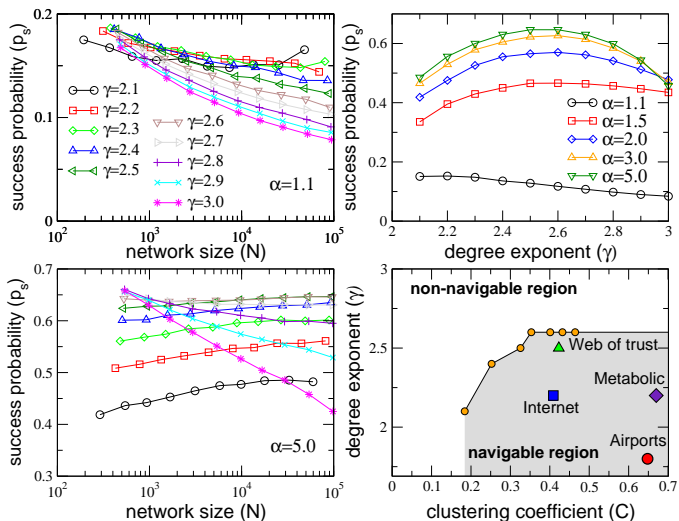 success probability (pₛ)
0.2
0.1
0
10² 10³ 10⁴ 10⁵
network size (N)
γ=2.1
γ=2.2
γ=2.3
γ=2.4
γ=2.5
γ=2.6
γ=2.7
γ=2.8
γ=2.9
γ=3.0
α=1.1
success probability (pₛ)
0.6
0.4
0.2
0
2 2.2 2.4 2.6 2.8 3
degree exponent (γ)
α=1.1
α=1.5
α=2.0
α=3.0
α=5.0
success probability (pₛ)
0.7
0.6
0.5
0.4
0.3
10² 10³ 10⁴ 10⁵
network size (N)
α=5.0
degree exponent (γ)
3
2.5
2
0 0.1 0.2 0.3 0.4 0.5 0.6 0.7
clustering coefficient (C)
non-navigable region
Web of trust
Metabolic
Internet
Airports
navigable region